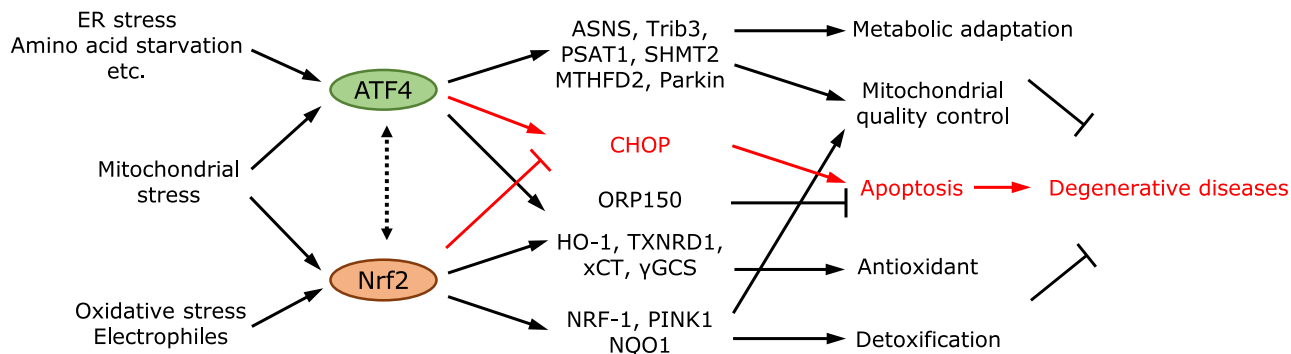 ER stress
Amino acid starvation
etc.
Mitochondrial
stress
Oxidative stress
Electrophiles
ATF4
Nrf2
ASNS, Trib3,
PSAT1, SHMT2
MTHFD2, Parkin
CHOP
ORP150
HO-1, TXNRD1,
xCT, γGCS
NRF-1, PINK1
NQO1
Metabolic adaptation
Mitochondrial
quality control
Apoptosis
Antioxidant
Detoxification
Degenerative diseases